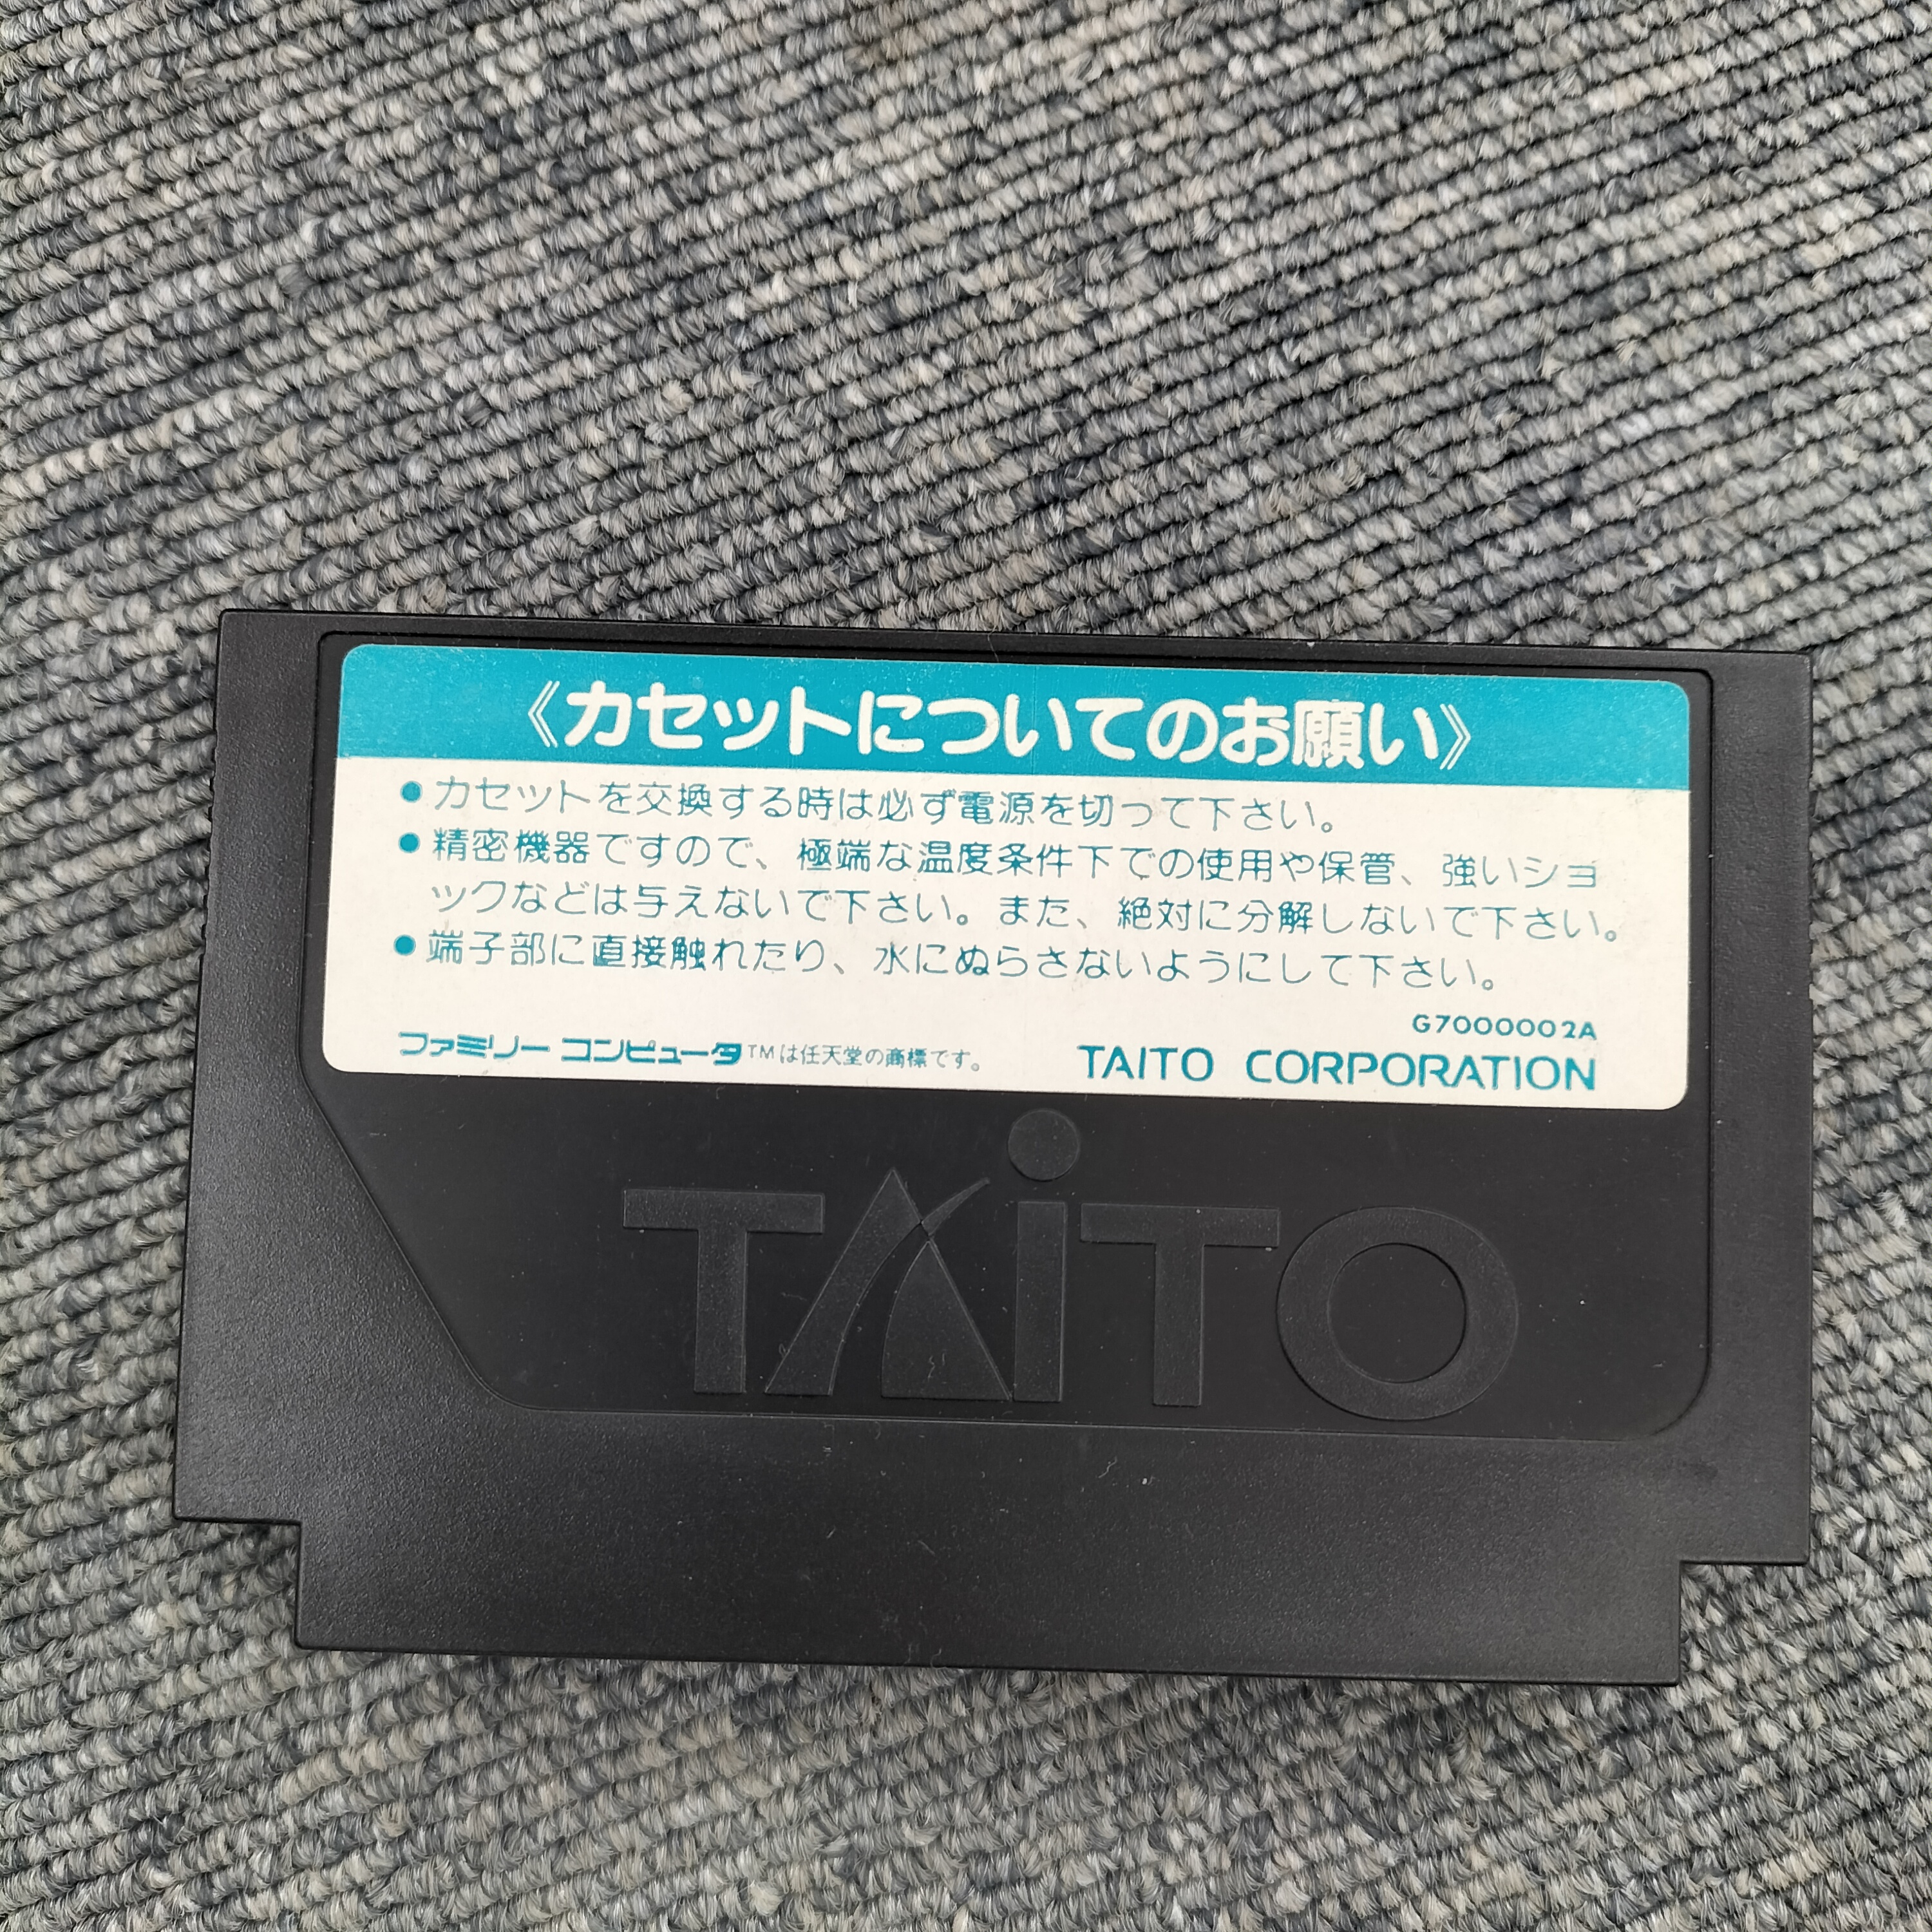 《カセットについてのお願い》
●カセットを交換する時は必ず電源を切って下さい。
●精密機器ですので、極端な温度条件下での使用や保管、強いショ
ックなどは与えないで下さい。また、絶対に分解しないで下さい。
●端子部に直接触れたり、水にぬらさないようにして下さい。
G7000002A
ファミリー コンピュータ™は任天堂の商標です。 TAITO CORPORATION
TAiTO